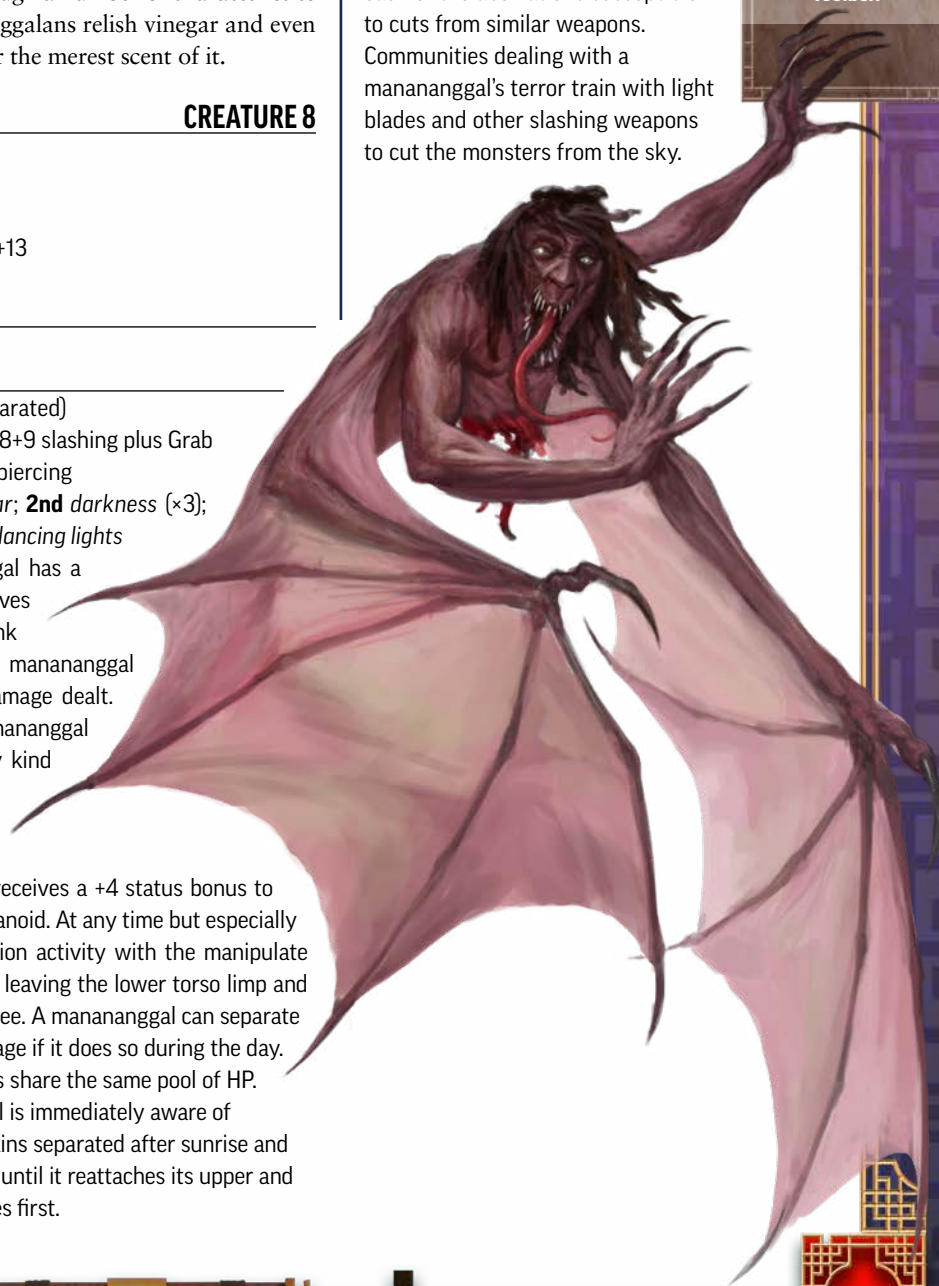 ggalans relish vinegar and even
the merest scent of it.
CREATURE 8
+13
arated)
8+9 slashing plus Grab
piercing
; 2nd darkness (×3);
dancing lights
gal has a
ves
nk
manananggal
amage dealt.
nananggal
kind
receives a +4 status bonus to
anoid. At any time but especially
ion activity with the manipulate
leaving the lower torso limp and
ee. A manananggal can separate
age if it does so during the day.
s share the same pool of HP.
l is immediately aware of
ains separated after sunrise and
until it reattaches its upper and
es first.
to cuts from similar weapons.
Communities dealing with a
manananggal's terror train with light
blades and other slashing weapons
to cut the monsters from the sky.